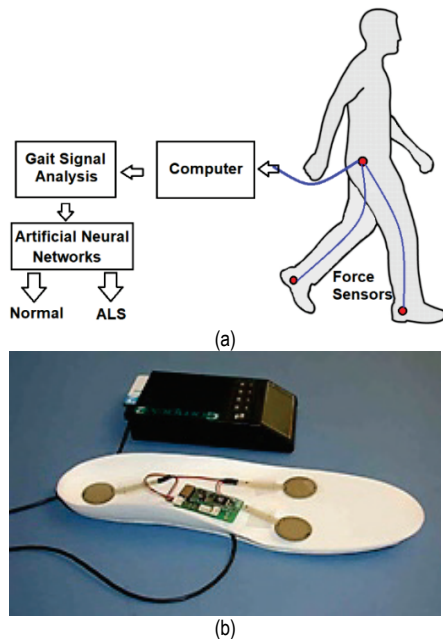 Gait Signal
Analysis
Computer
Artificial Neural
Networks
Normal
ALS
Force
Sensors
(a)
(b)